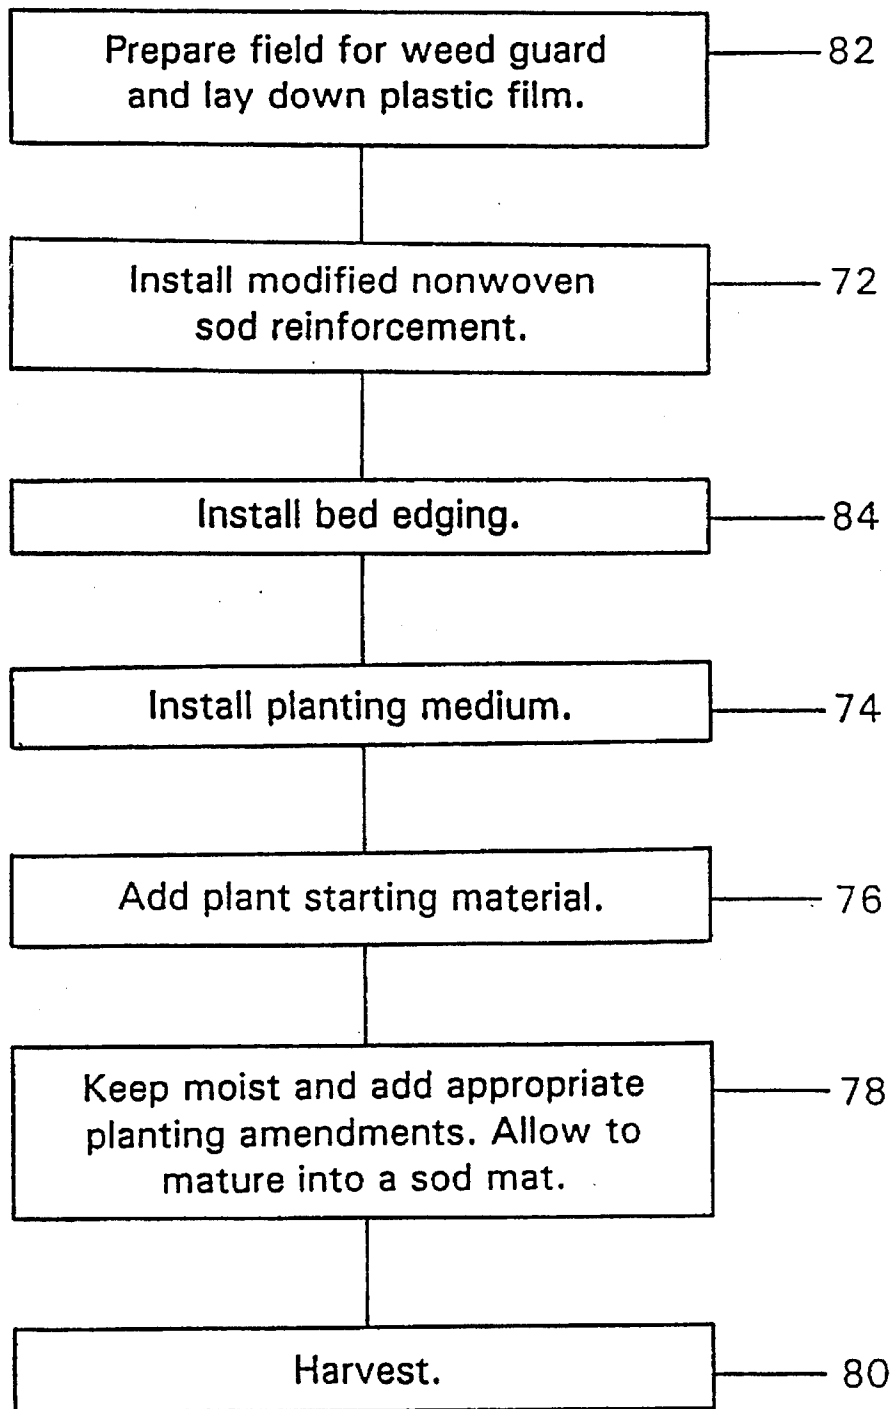 Prepare field for weed guard
and lay down plastic film.
82
Install modified nonwoven
sod reinforcement.
72
Install bed edging.
84
Install planting medium.
74
Add plant starting material.
76
Keep moist and add appropriate
planting amendments. Allow to
mature into a sod mat.
78
Harvest.
80